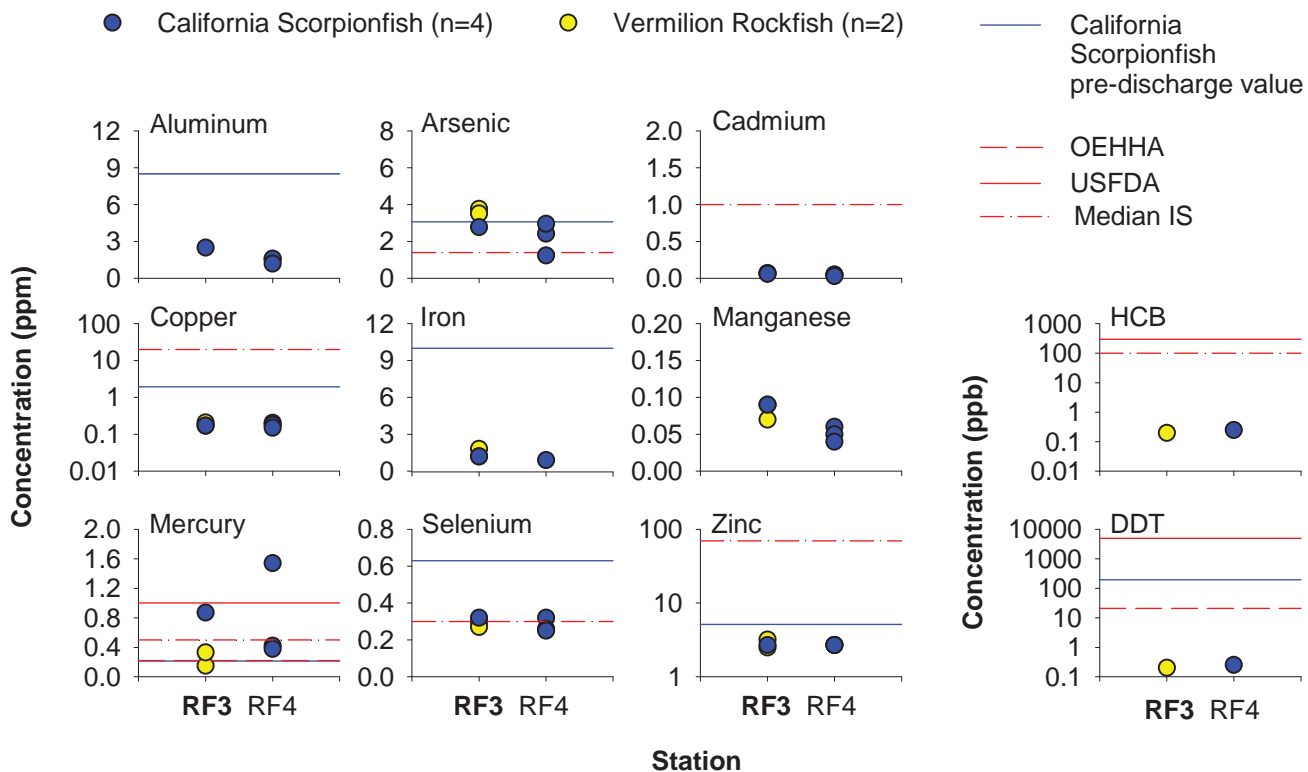 California Scorpionfish (n=4)
Vermilion Rockfish (n=2)
California
Scorpionfish
pre-discharge value
OEHHA
USFDA
Median IS
Concentration (ppm)
Aluminum
12
9
6
3
0
Arsenic
8
6
4
2
0
Cadmium
2.0
1.5
1.0
0.5
0.0
Copper
100
10
1
0.1
0.01
Iron
12
9
6
3
0
Manganese
0.20
0.15
0.10
0.05
0.00
Mercury
2.0
1.6
1.2
0.8
0.4
0.0
RF3 RF4
Selenium
0.8
0.6
0.4
0.2
0.0
RF3 RF4
Zinc
100
10
1
RF3 RF4
Concentration (ppb)
HCB
1000
100
10
1
0.1
0.01
DDT
10000
1000
100
10
1
0.1
RF3 RF4
Station